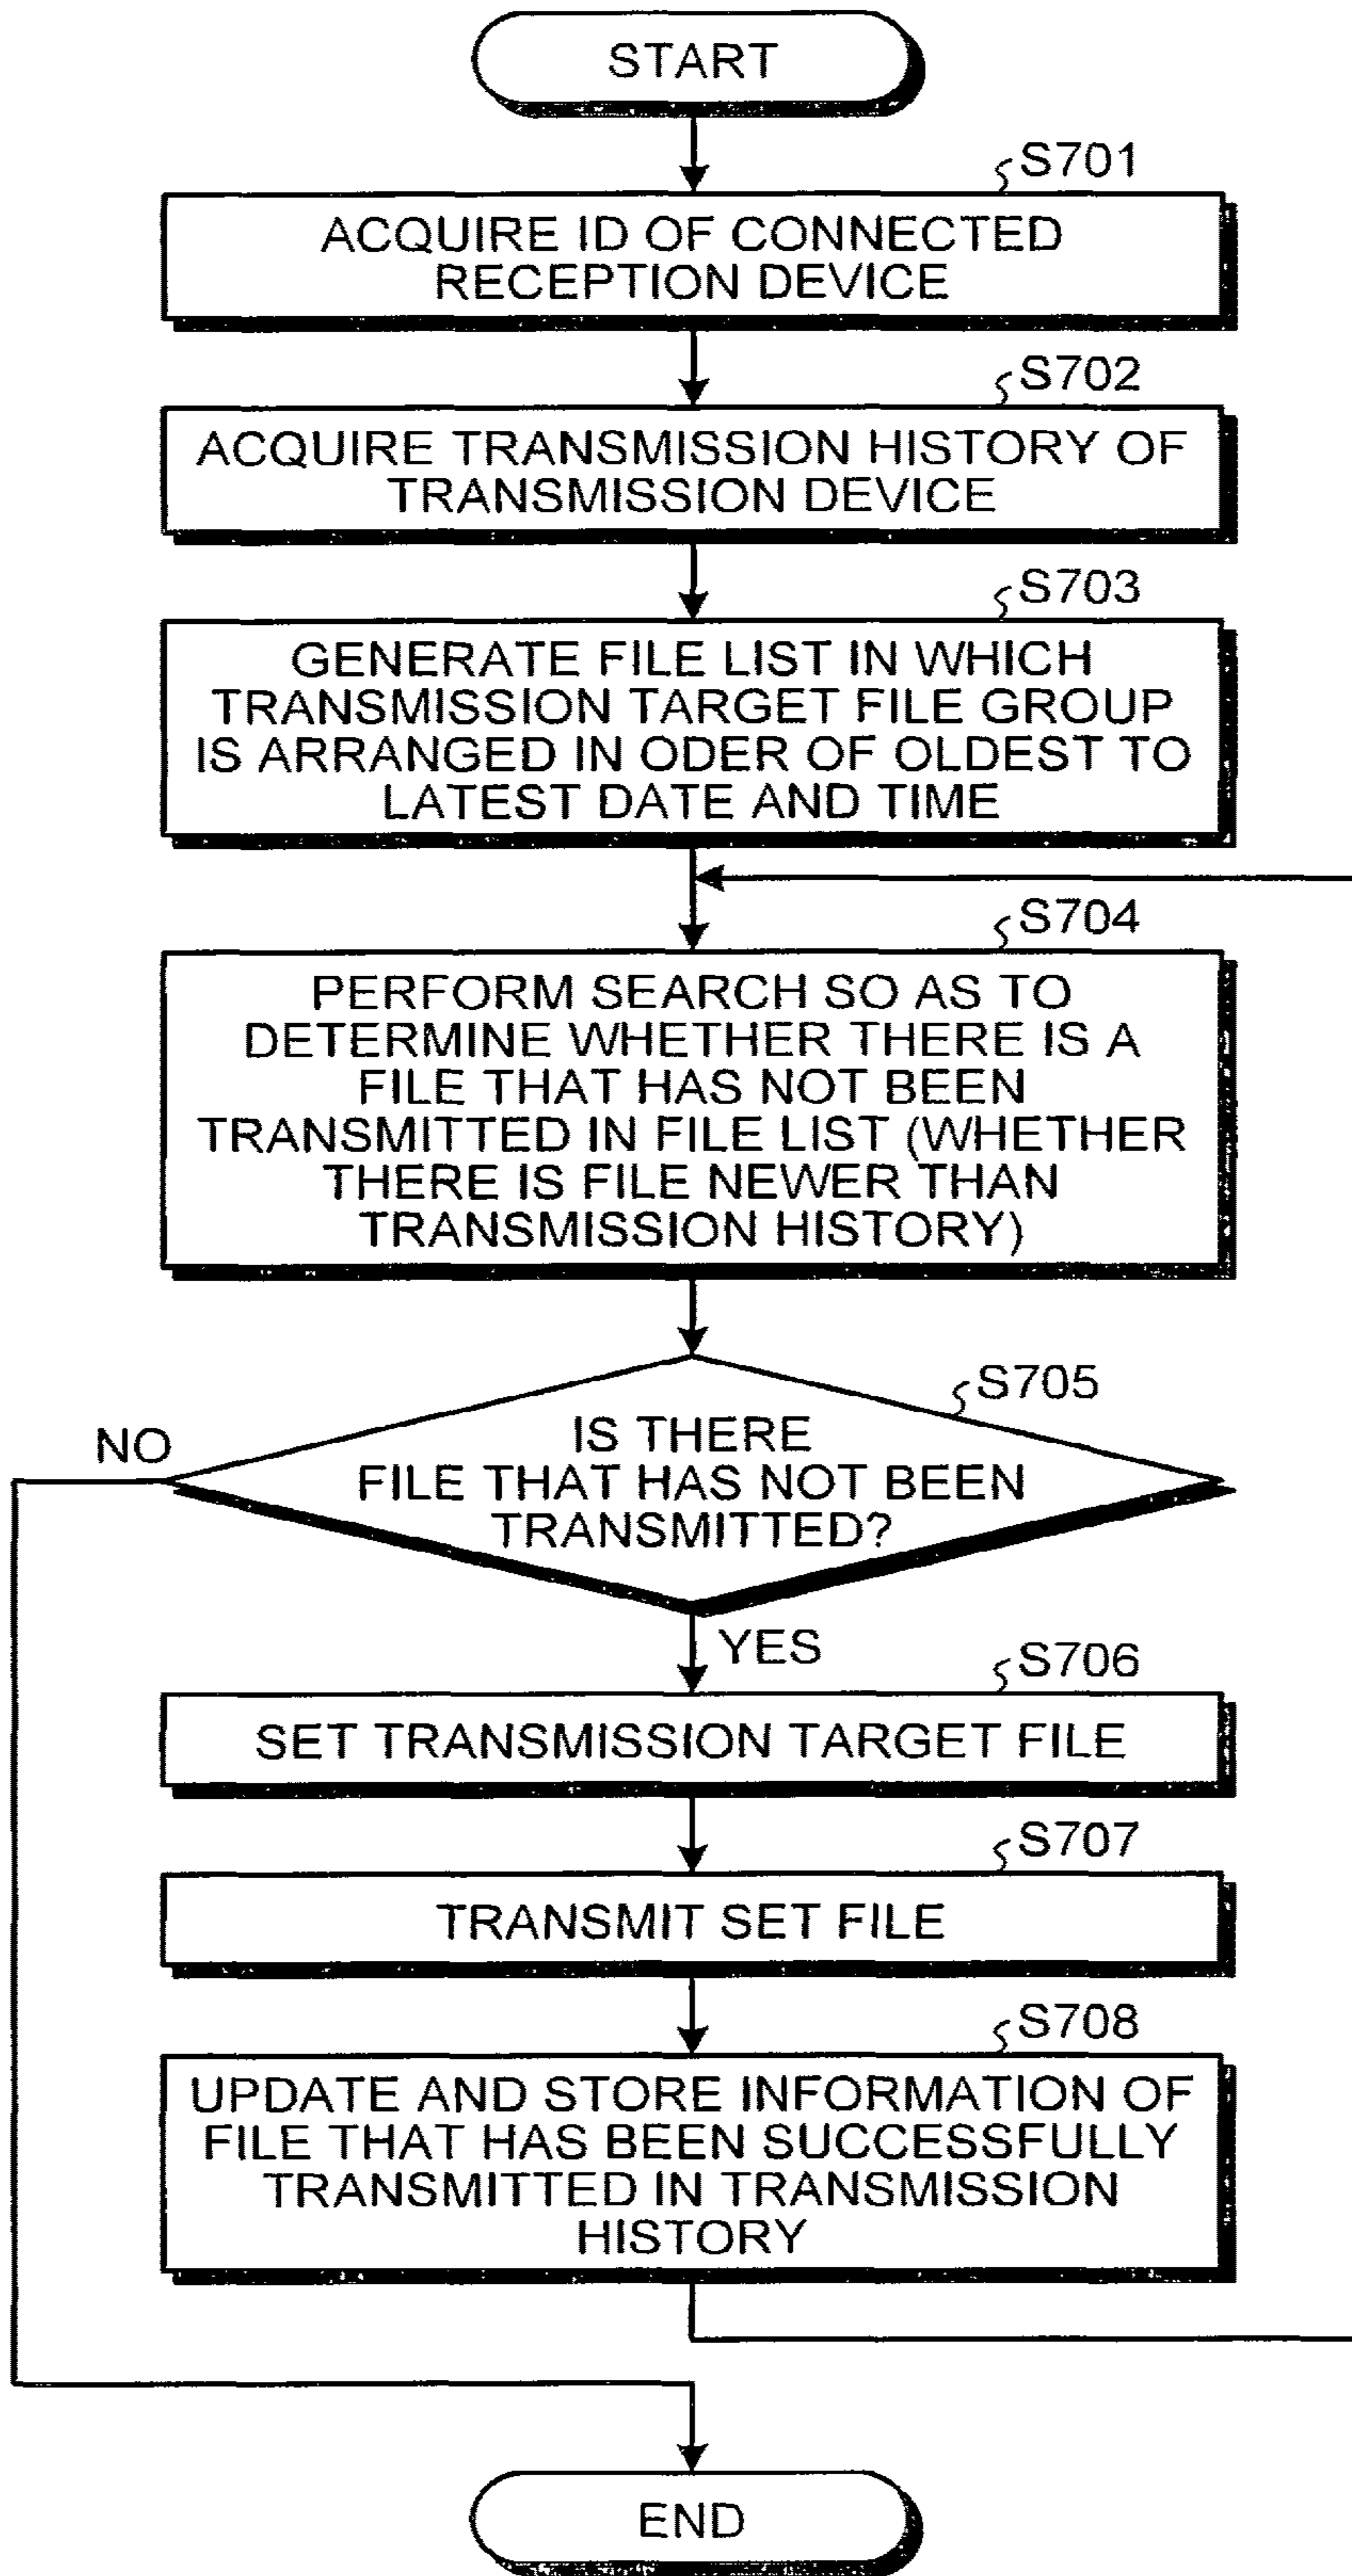 START
S701
ACQUIRE ID OF CONNECTED
RECEPTION DEVICE
S702
ACQUIRE TRANSMISSION HISTORY OF
TRANSMISSION DEVICE
S703
GENERATE FILE LIST IN WHICH
TRANSMISSION TARGET FILE GROUP
IS ARRANGED IN ODER OF OLDEST TO
LATEST DATE AND TIME
S704
PERFORM SEARCH SO AS TO
DETERMINE WHETHER THERE IS A
FILE THAT HAS NOT BEEN
TRANSMITTED IN FILE LIST (WHETHER
THERE IS FILE NEWER THAN
TRANSMISSION HISTORY)
S705
NO
IS THERE
FILE THAT HAS NOT BEEN
TRANSMITTED?
YES
S706
SET TRANSMISSION TARGET FILE
S707
TRANSMIT SET FILE
S708
UPDATE AND STORE INFORMATION OF
FILE THAT HAS BEEN SUCCESSFULLY
TRANSMITTED IN TRANSMISSION
HISTORY
END